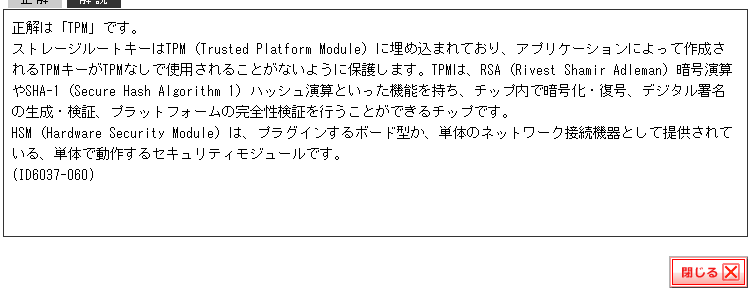 正解 解説
正解は「TPM」です。
ストレージルートキーはTPM (Trusted Platform Module) に埋め込まれており、アプリケーションによって作成さ
れるTPMキーがTPMなしで使用されることがないように保護します。TPMは、RSA (Rivest Shamir Adleman) 暗号演算
やSHA-1 (Secure Hash Algorithm 1) ハッシュ演算といった機能を持ち、チップ内で暗号化・復号、デジタル署名
の生成・検証、プラットフォームの完全性検証を行うことができるチップです。
HSM (Hardware Security Module) は、プラグインするボード型か、単体のネットワーク接続機器として提供されて
いる、単体で動作するセキュリティモジュールです。
(ID6037-060)
閉じる